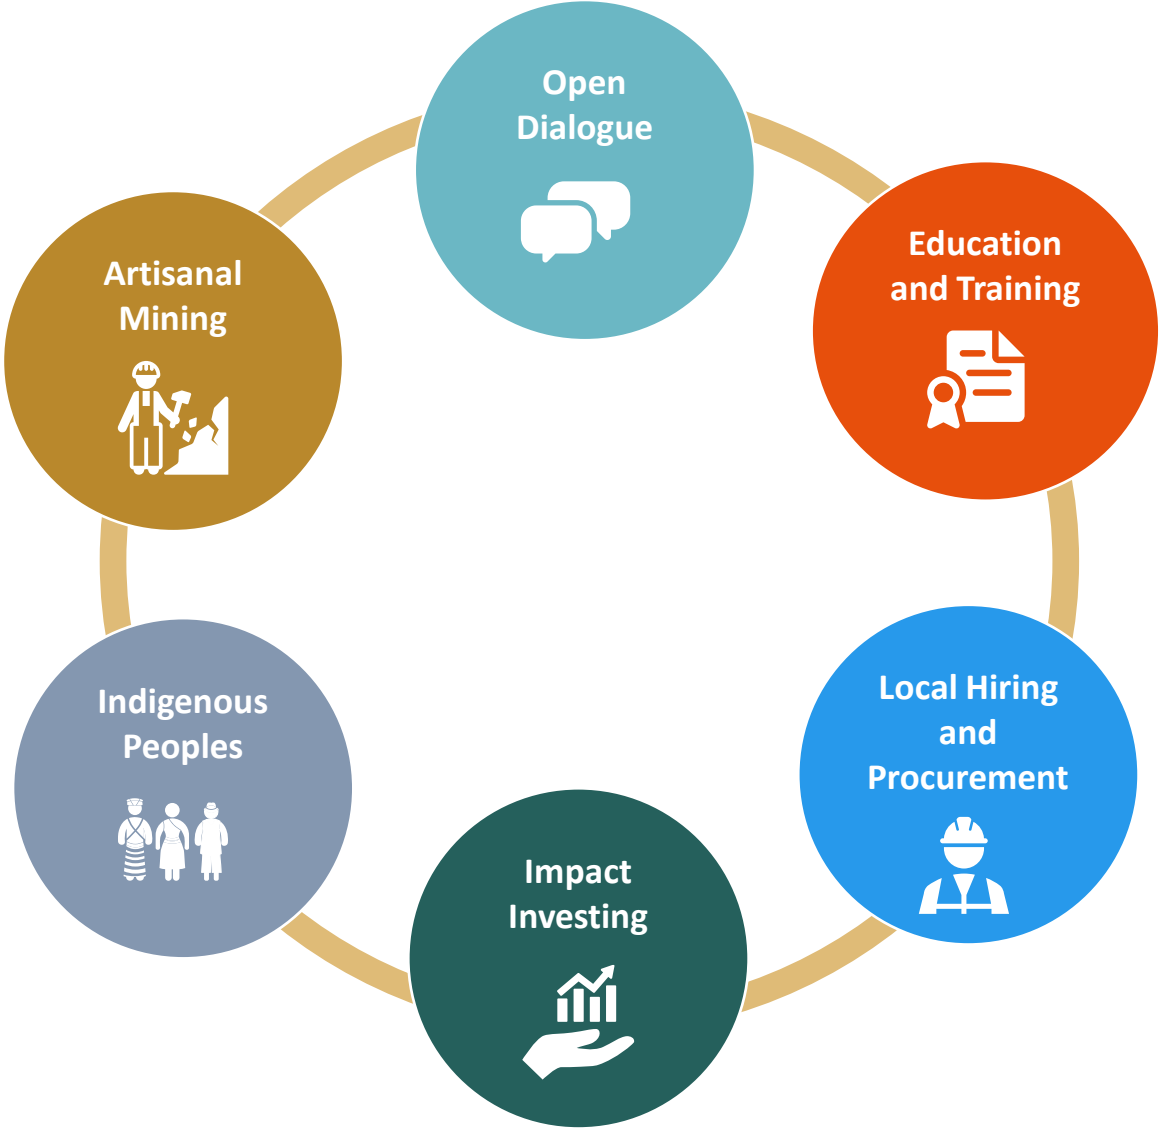 Open
Dialogue
Education
and Training
Local Hiring
and
Procurement
Impact
Investing
Indigenous
Peoples
Artisanal
Mining